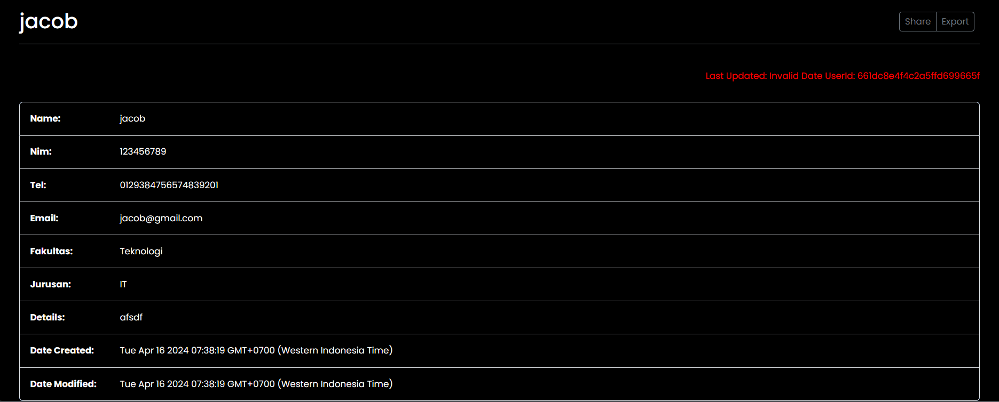 jacob
Share Export
Last Updated: Invalid Date UserId: 661dc8e4f4c2a5ffd699665f
Name: jacob
Nim: 123456789
Tel: 0129384756574839201
Email: jacob@gmail.com
Fakultas: Teknologi
Jurusan: IT
Details: afsdf
Date Created: Tue Apr 16 2024 07:38:19 GMT+0700 (Western Indonesia Time)
Date Modified: Tue Apr 16 2024 07:38:19 GMT+0700 (Western Indonesia Time)